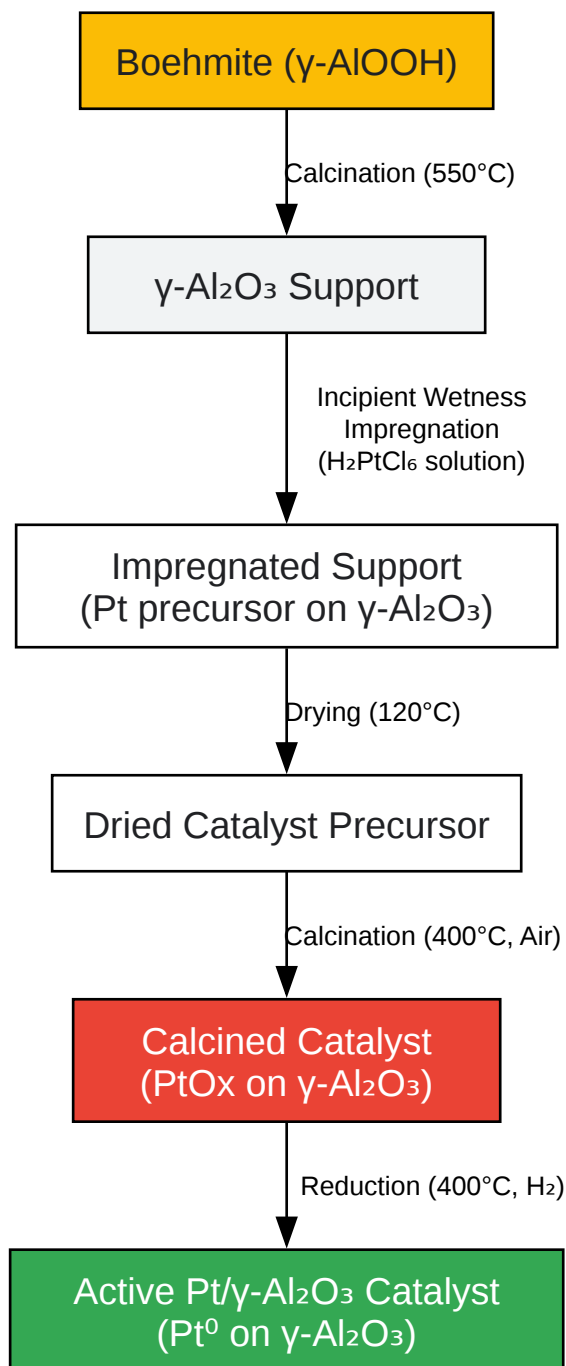 Boehmite (γ-AlOOH)
Calcination (550°C)
γ-Al₂O₃ Support
Incipient Wetness
Impregnation
(H₂PtCl₆ solution)
Impregnated Support
(Pt precursor on γ-Al₂O₃)
Drying (120°C)
Dried Catalyst Precursor
Calcination (400°C, Air)
Calcined Catalyst
(PtOx on γ-Al₂O₃)
Reduction (400°C, H₂)
Active Pt/γ-Al₂O₃ Catalyst
(Pt⁰ on γ-Al₂O₃)